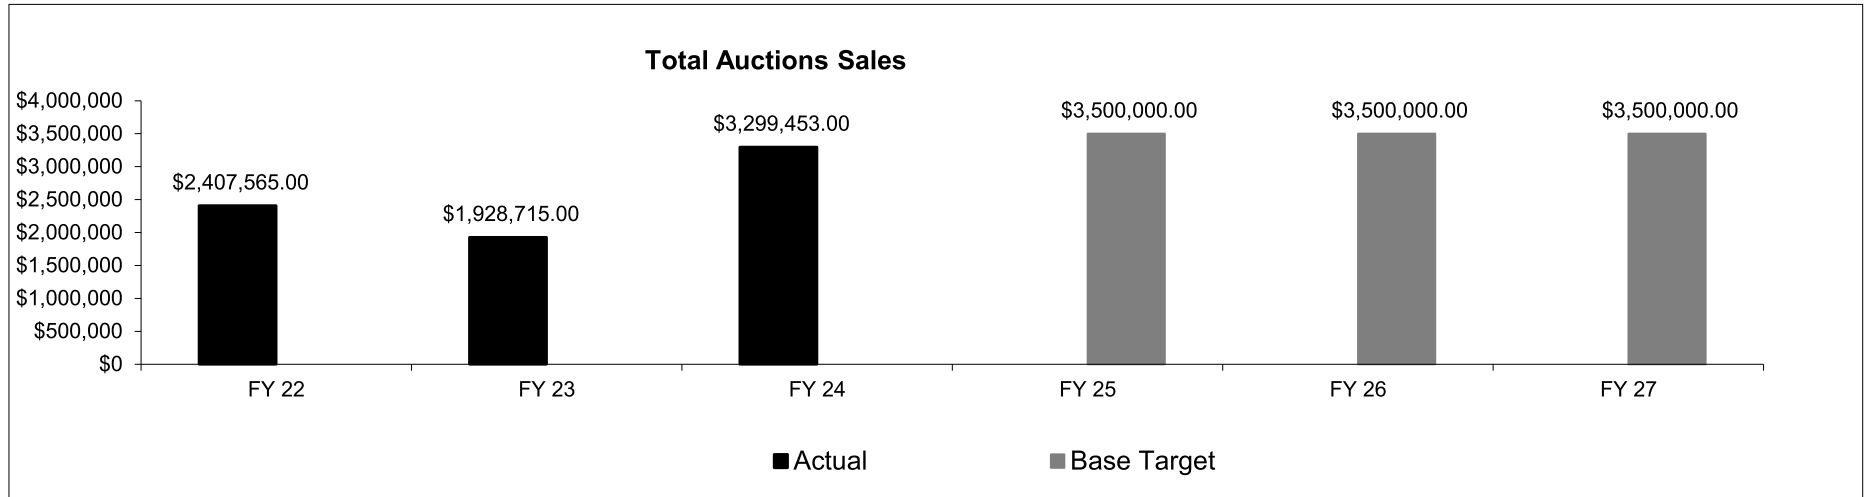 Total Auctions Sales
$4,000,000
$3,500,000
$3,000,000
$2,500,000
$2,000,000
$1,500,000
$1,000,000
$500,000
$0
$2,407,565.00
$1,928,715.00
$3,299,453.00
$3,500,000.00
$3,500,000.00
$3,500,000.00
FY 22
FY 23
FY 24
FY 25
FY 26
FY 27
Actual
Base Target